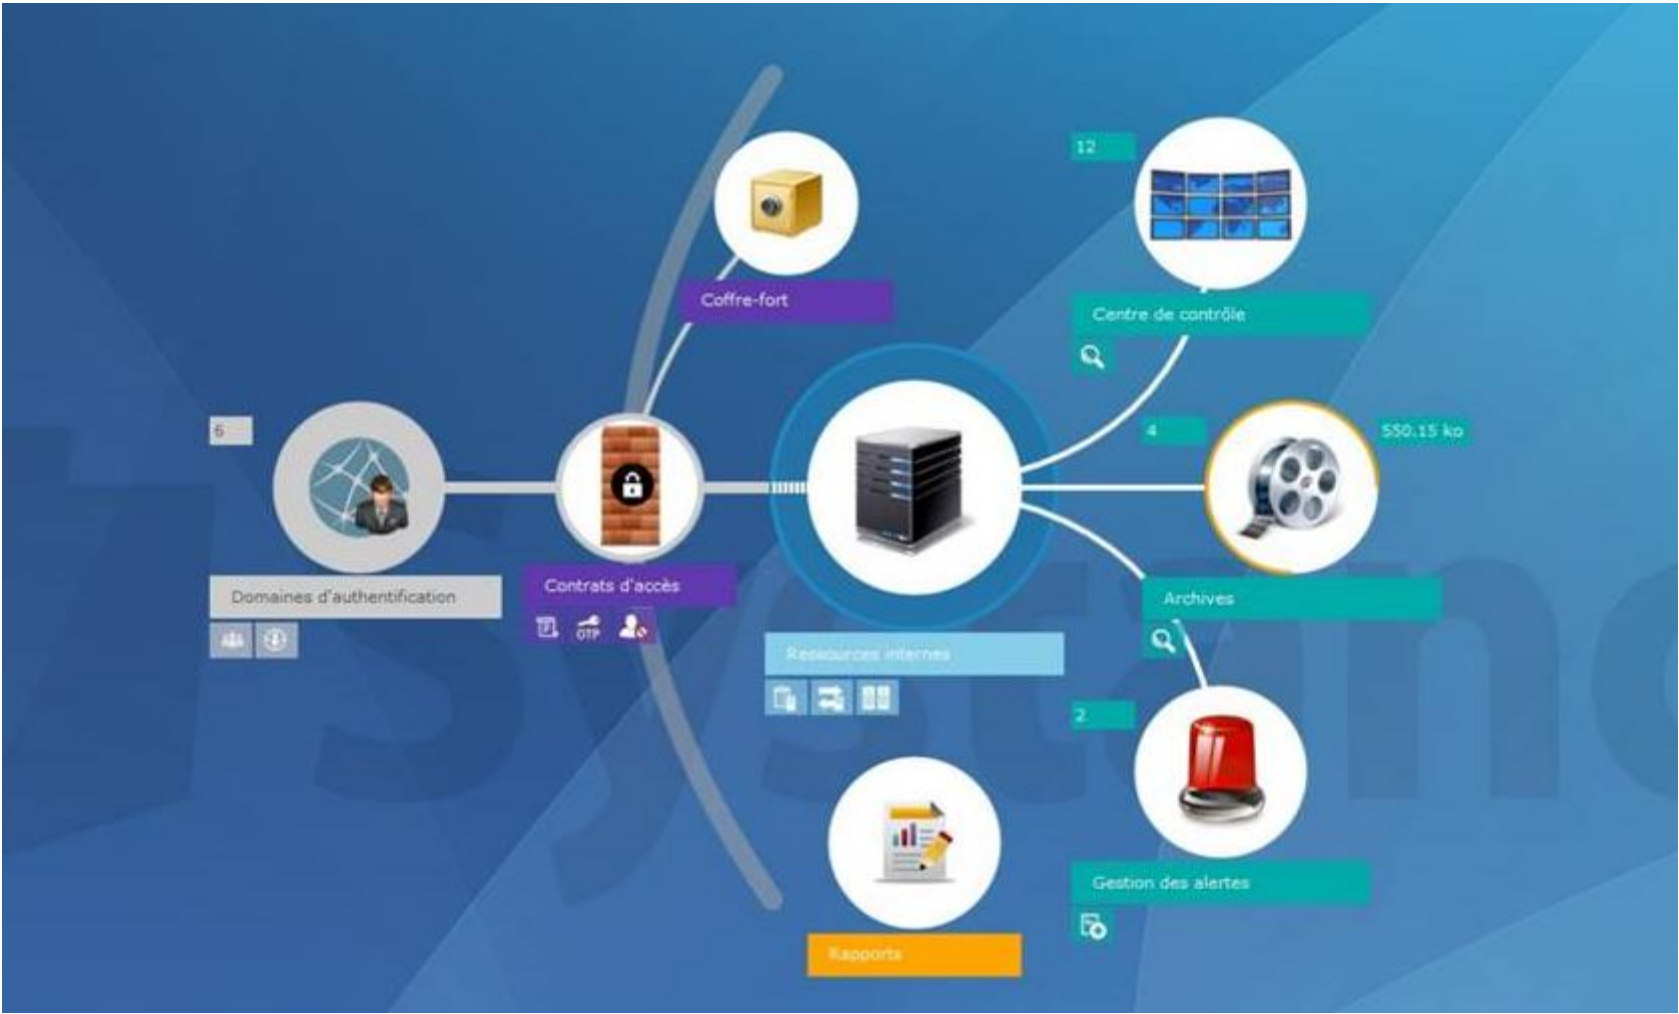 12
Coffre-fort
Centre de contrôle
6
4
550.15 ko
Domaines d'authentification
Contrats d'accès
OTP
Archives
Ressources internes
2
Gestion des alertes
Rapports